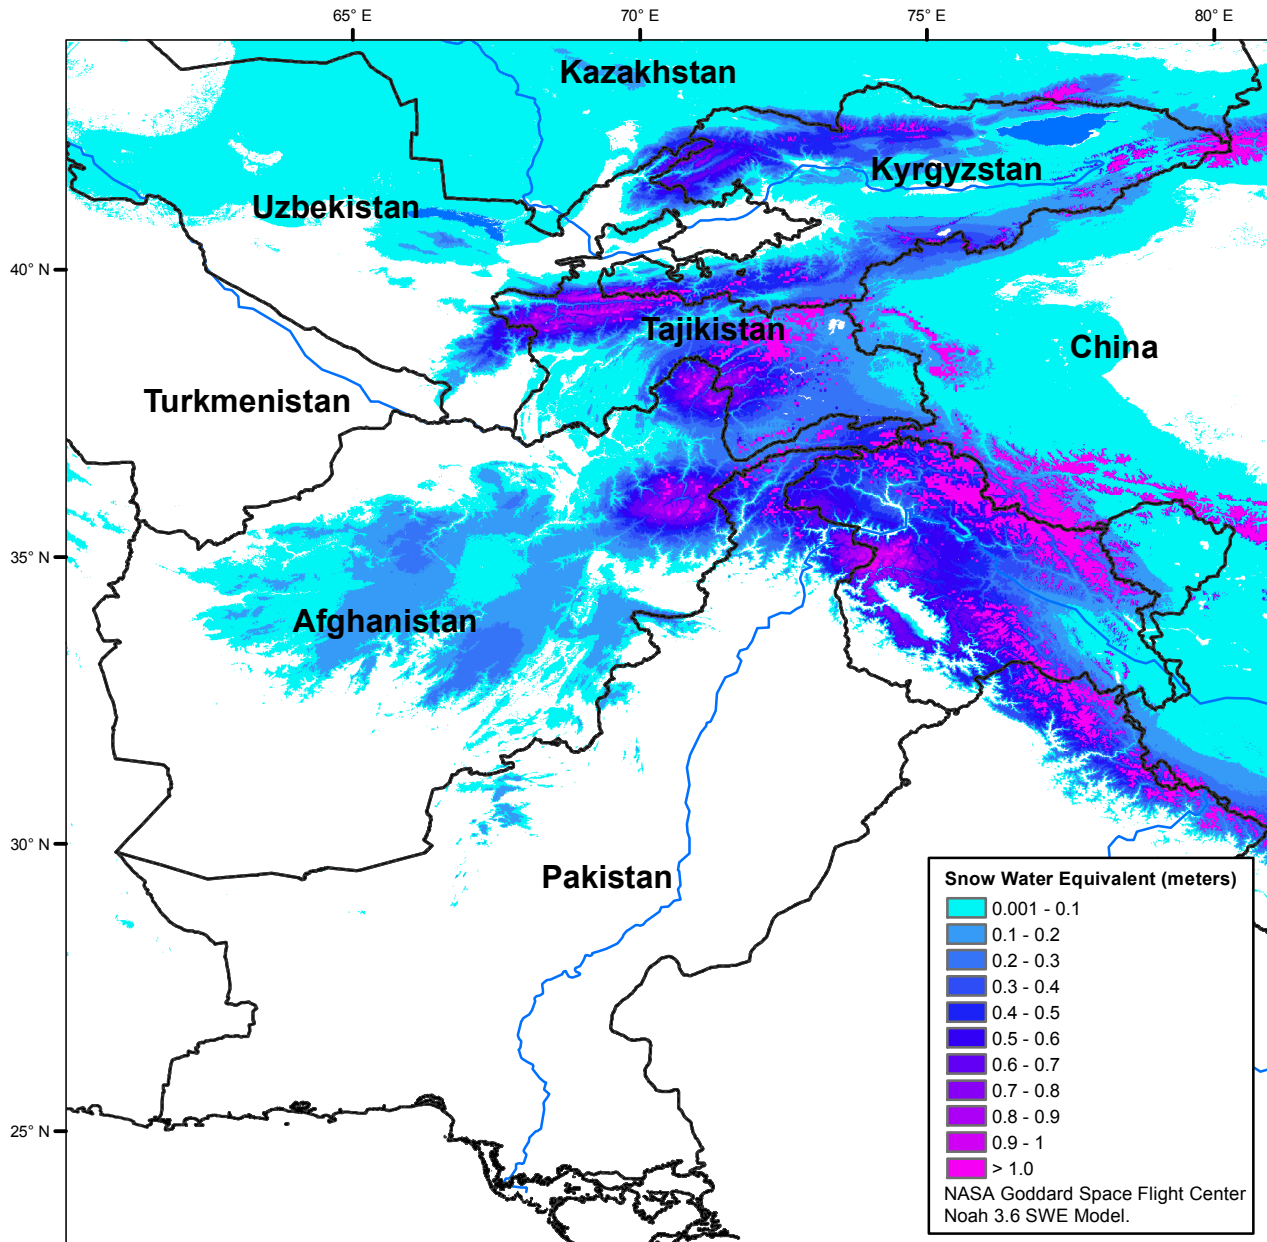 65° E
70° E
75° E
80° E
Kazakhstan
Kyrgyzstan
Uzbekistan
40° N
Tajikistan
China
Turkmenistan
35° N
Afghanistan
30° N
Pakistan
25° N
Snow Water Equivalent (meters)
0.001 - 0.1
0.1 - 0.2
0.2 - 0.3
0.3 - 0.4
0.4 - 0.5
0.5 - 0.6
0.6 - 0.7
0.7 - 0.8
0.8 - 0.9
0.9 - 1
> 1.0
NASA Goddard Space Flight Center
Noah 3.6 SWE Model.